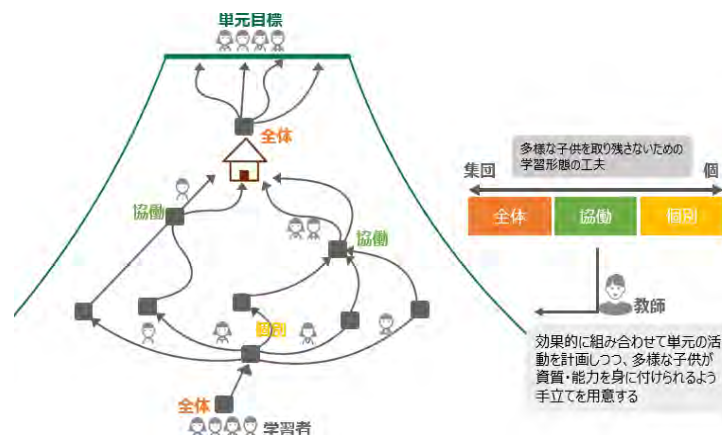 単元目標
全体
協働
協働
個別
全体
学習者
多様な子供を取り残さないための
学習形態の工夫
集団
個
全体
協働
個別
教師
効果的に組み合わせて単元の活
動を計画しつつ、多様な子供が
資質・能力を身に付けられるよう
手立てを用意する